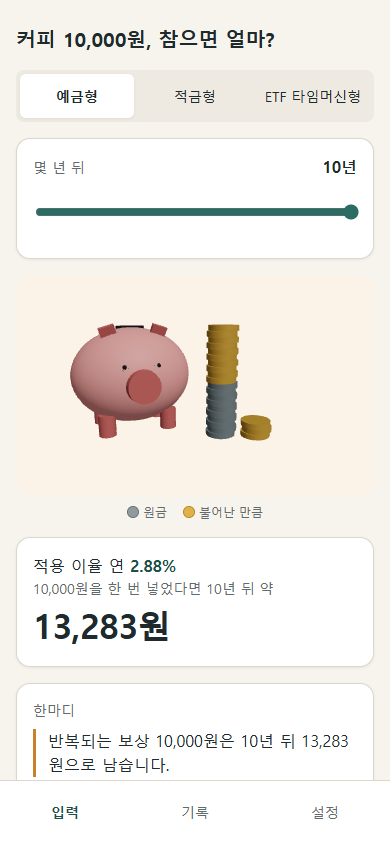 커피 10,000원, 참으면 얼마?
예금형 적금형 ETF 타임머신형
몇 년 뒤 10년
원금 불어난 만큼
적용 이율 연 2.88%
10,000원을 한 번 넣었다면 10년 뒤 약
13,283원
한마디
반복되는 보상 10,000원은 10년 뒤 13,283
원으로 남습니다.
입력 기록 설정